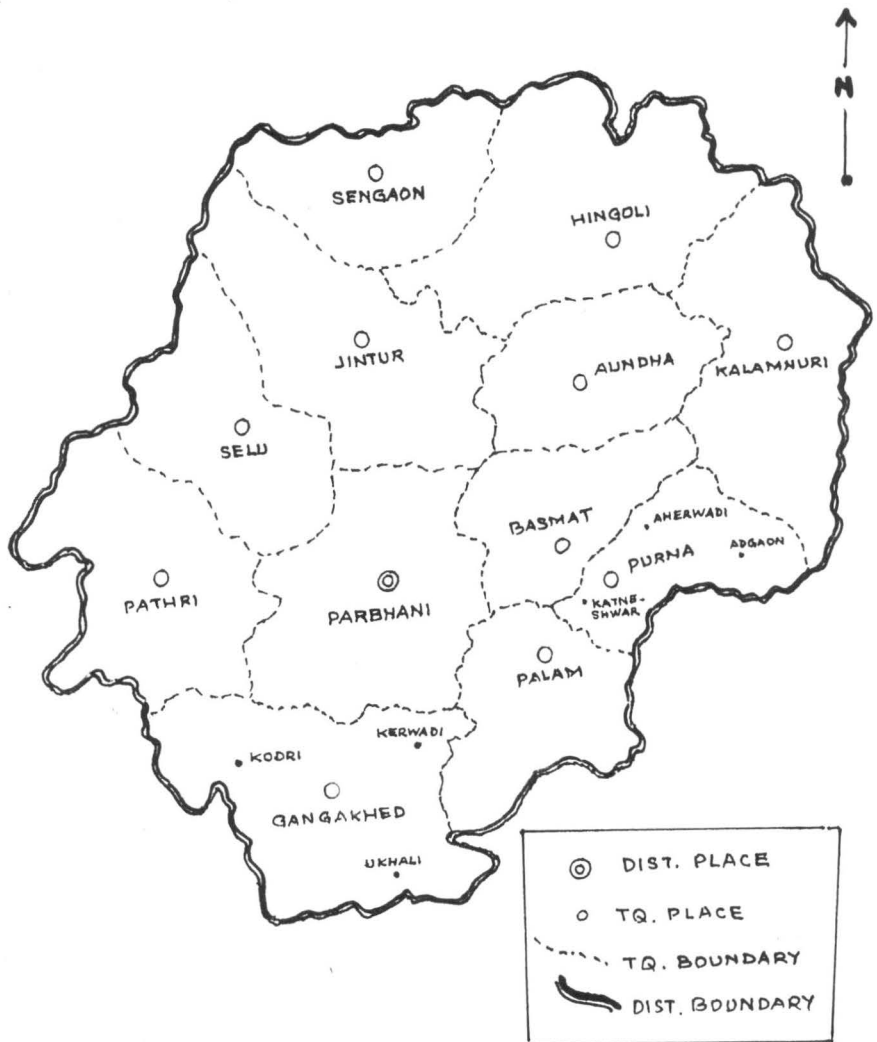 N
SENGAON
HINGOLI
JINTUR
AUNDHA
KALAMNURI
SELU
BASMAT
AHERWADI
PURNA
ADGAON
PATHRI
PARBHANI
KATNE-
SHWAR
PALAM
KERWADI
KODRI
GANGAKHED
UKHALI
DIST. PLACE
TQ. PLACE
TQ. BOUNDARY
DIST. BOUNDARY